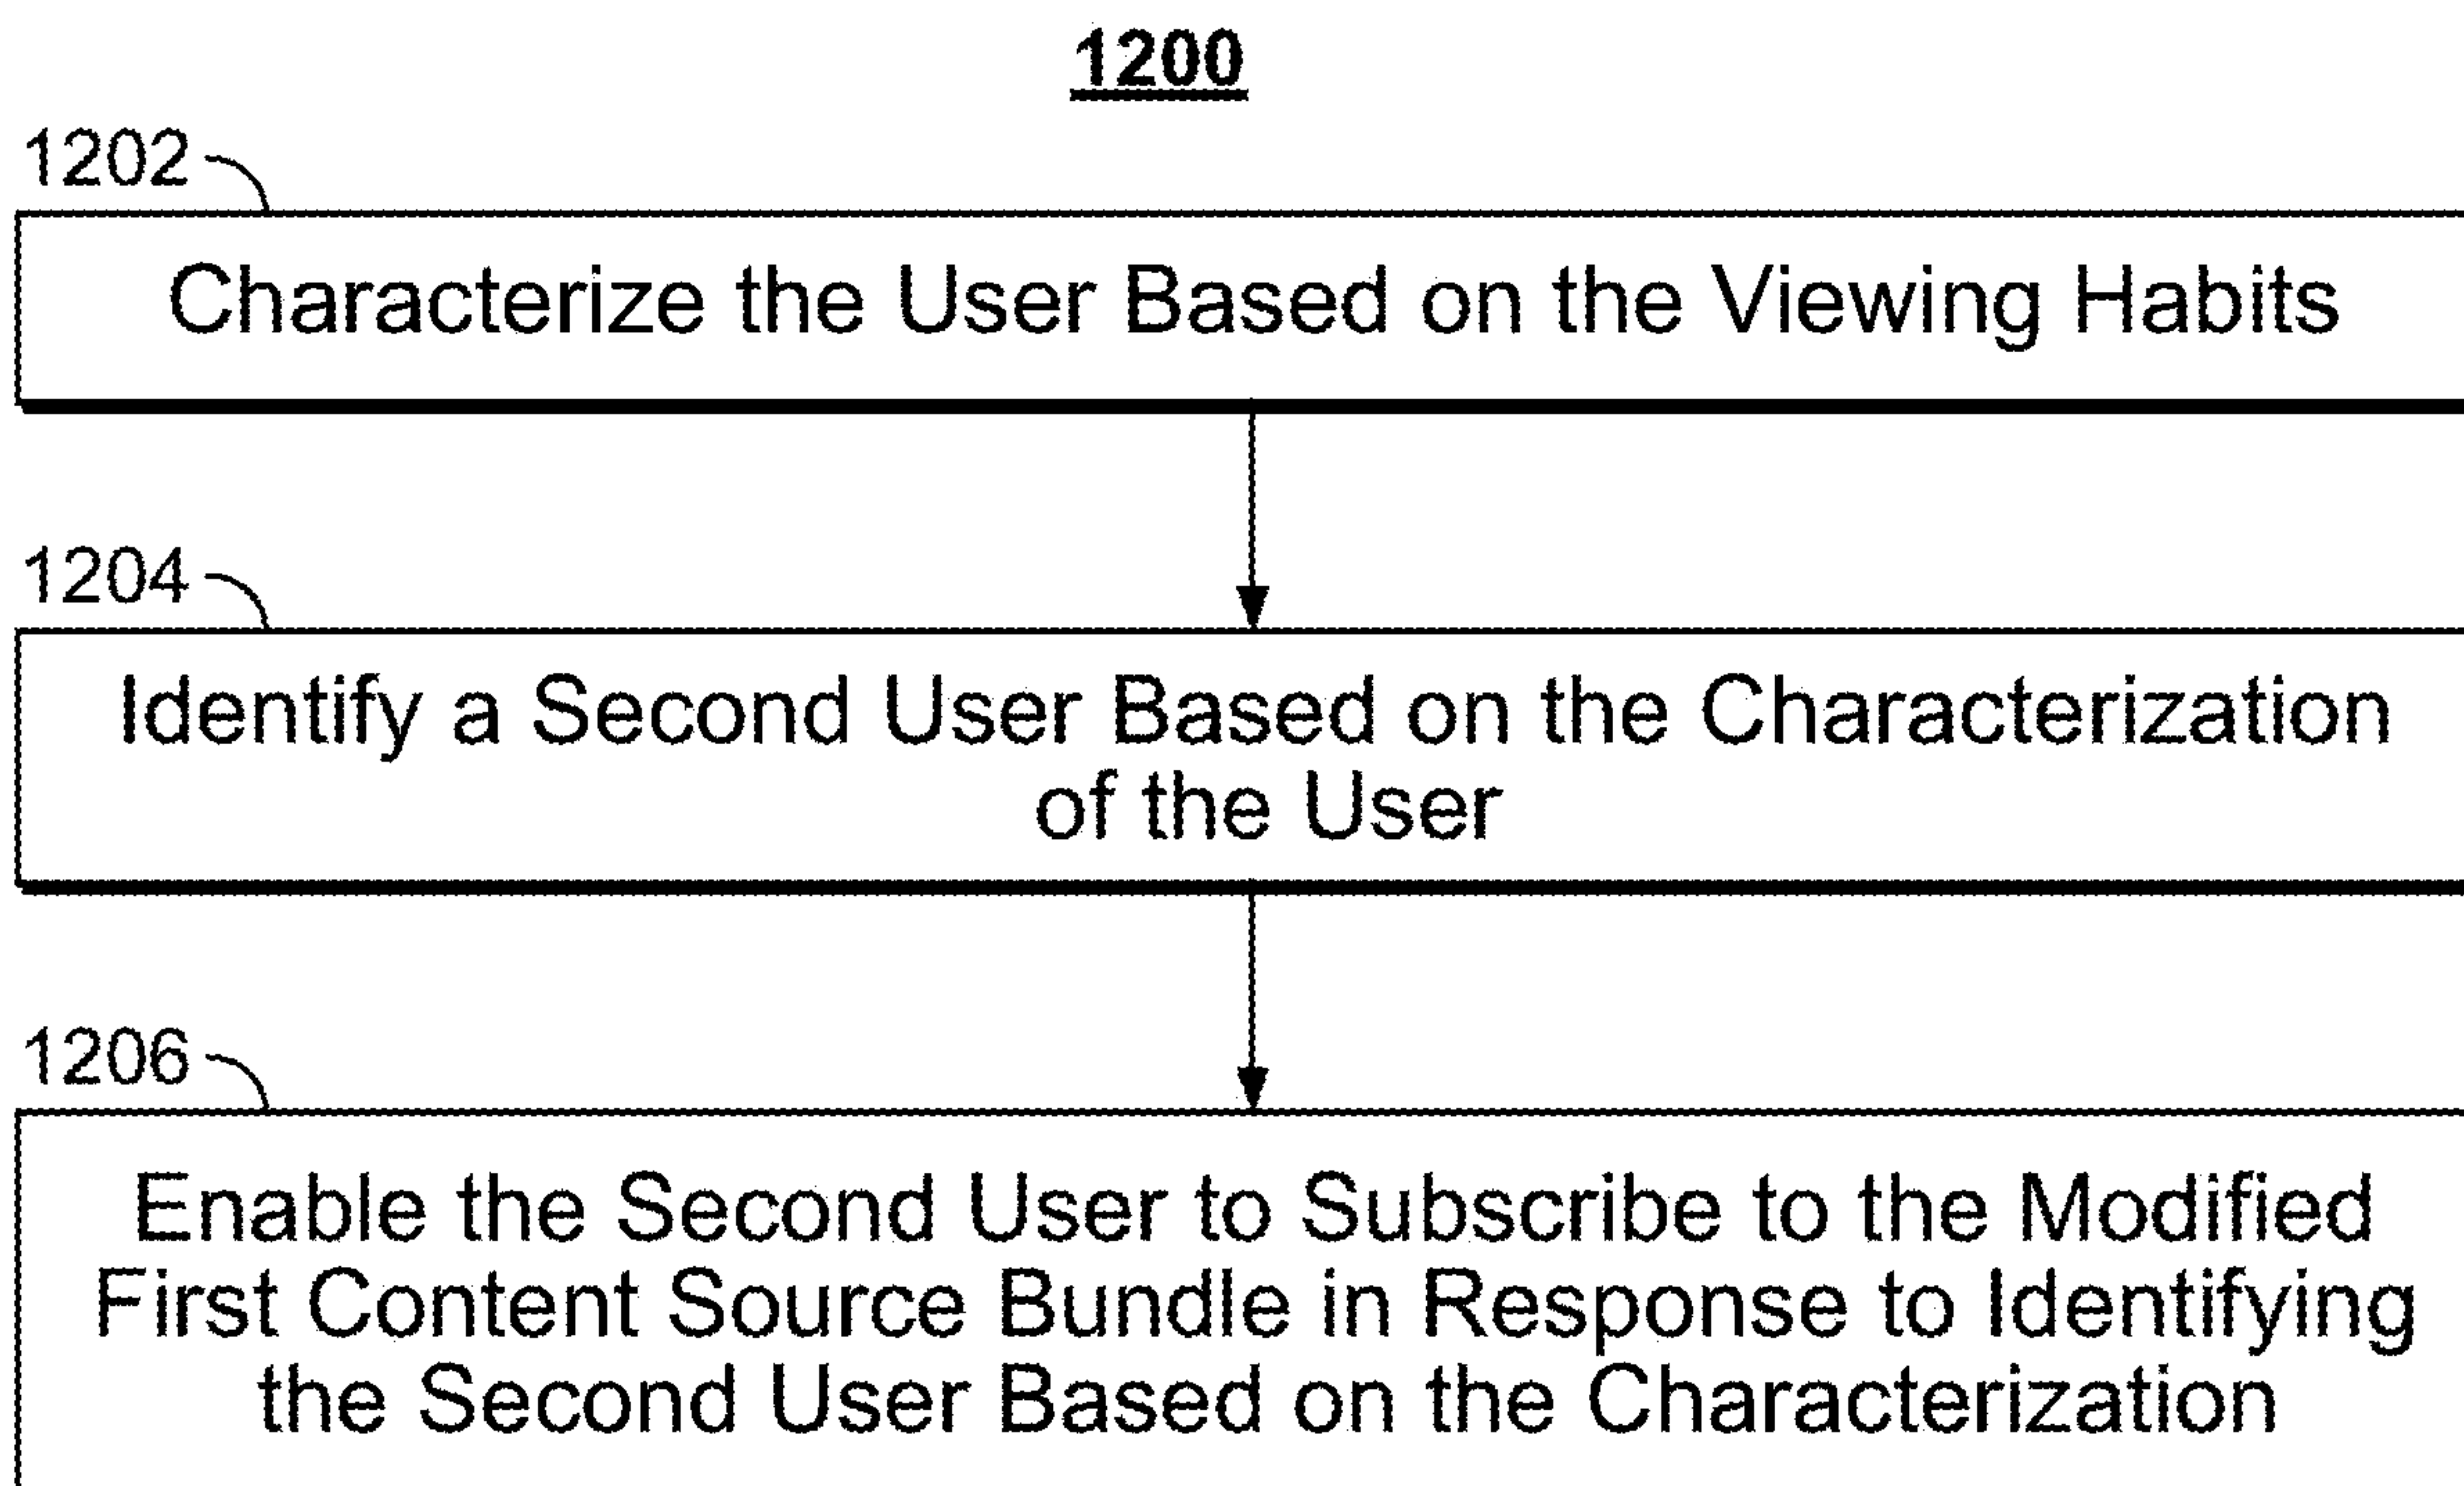 1200
1202
Characterize the User Based on the Viewing Habits
1204
Identify a Second User Based on the Characterization
of the User
1206
Enable the Second User to Subscribe to the Modified
First Content Source Bundle in Response to Identifying
the Second User Based on the Characterization